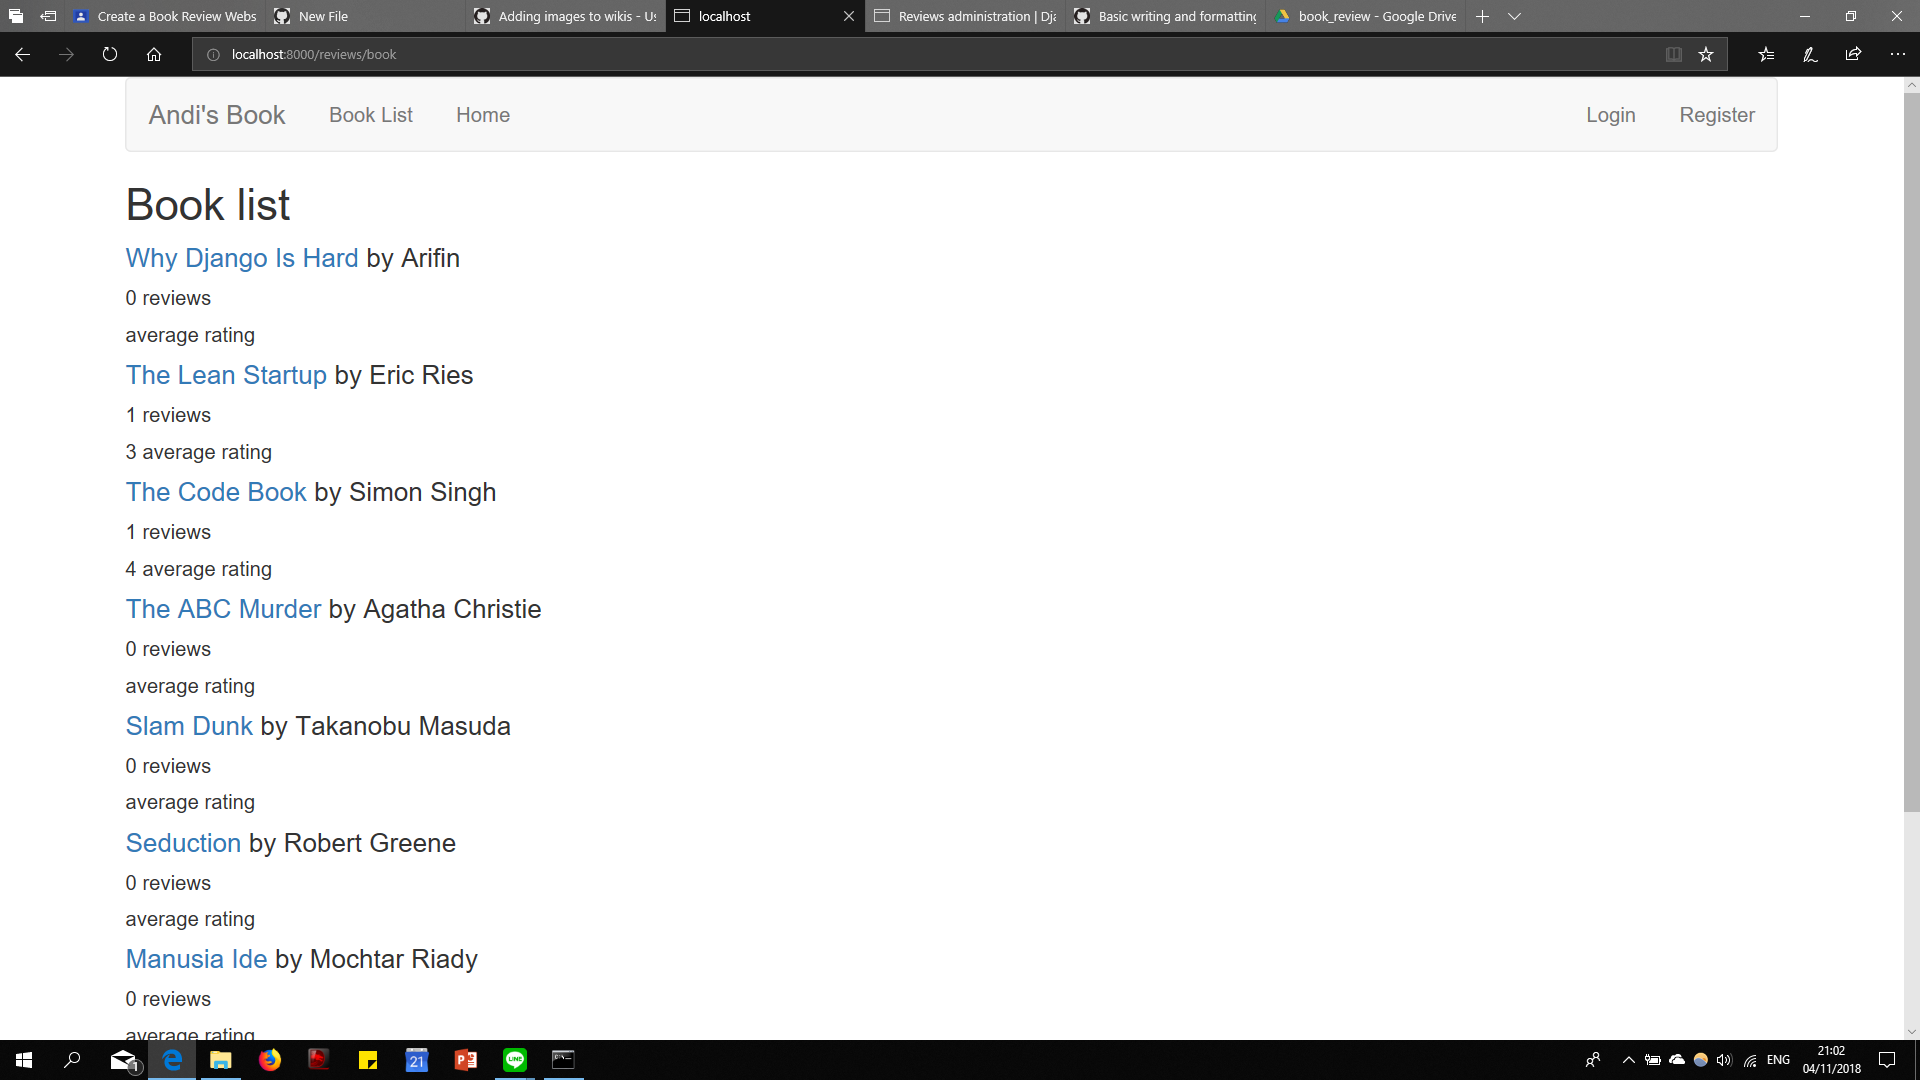 Create a Book Review Webs
New File
Adding images to wikis - Us
localhost
Reviews administration | Dja
Basic writing and formatting
book_review - Google Drive
localhost:8000/reviews/book
Andi's Book
Book List
Home
Login
Register
Book list
Why Django Is Hard by Arifin
0 reviews
average rating
The Lean Startup by Eric Ries
1 reviews
3 average rating
The Code Book by Simon Singh
1 reviews
4 average rating
The ABC Murder by Agatha Christie
0 reviews
average rating
Slam Dunk by Takanobu Masuda
0 reviews
average rating
Seduction by Robert Greene
0 reviews
average rating
Manusia Ide by Mochtar Riady
0 reviews
average rating
1
21
LINE
ENG
21:02
04/11/2018